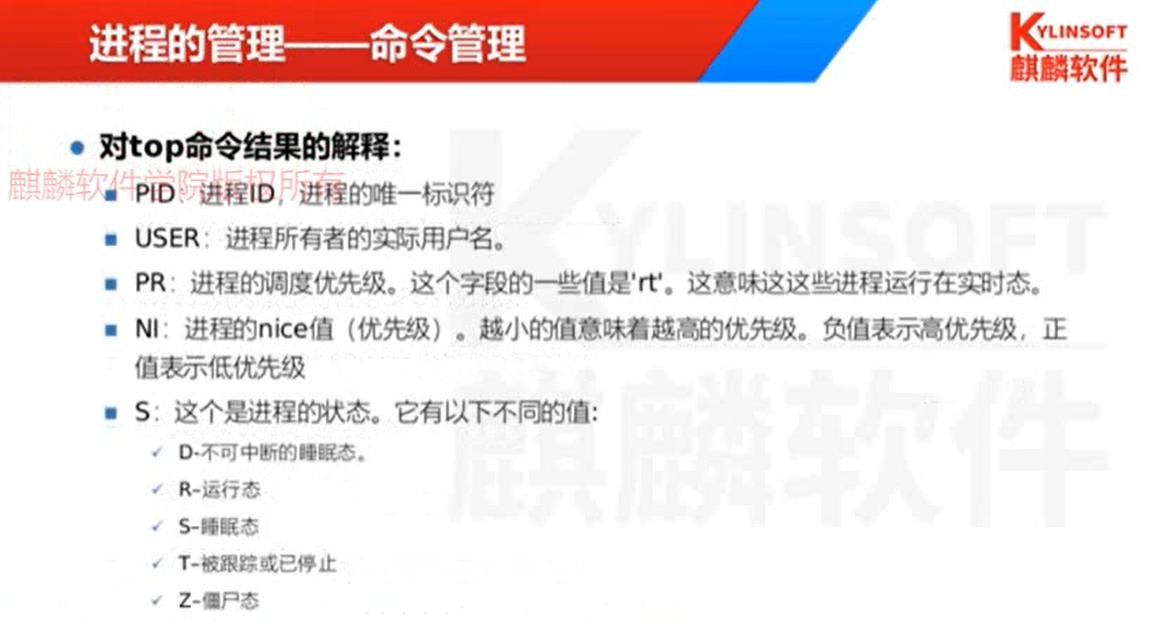 进程的管理——命令管理
KYLINSOFT
麒麟软件
对top命令结果的解释：
麒麟软件学院版权所有
PID：进程ID，进程的唯一标识符
USER：进程所有者的实际用户名。
PR：进程的调度优先级。这个字段的一些值是'rt'。这意味这这些进程运行在实时态。
NI：进程的nice值（优先级）。越小的值意味着越高的优先级。负值表示高优先级，正
值表示低优先级
S：这个是进程的状态。它有以下不同的值:
D-不可中断的睡眠态。
R–运行态
S–睡眠态
T–被跟踪或已停止
Z–僵尸态
KYLINSOFT
麒麟软件